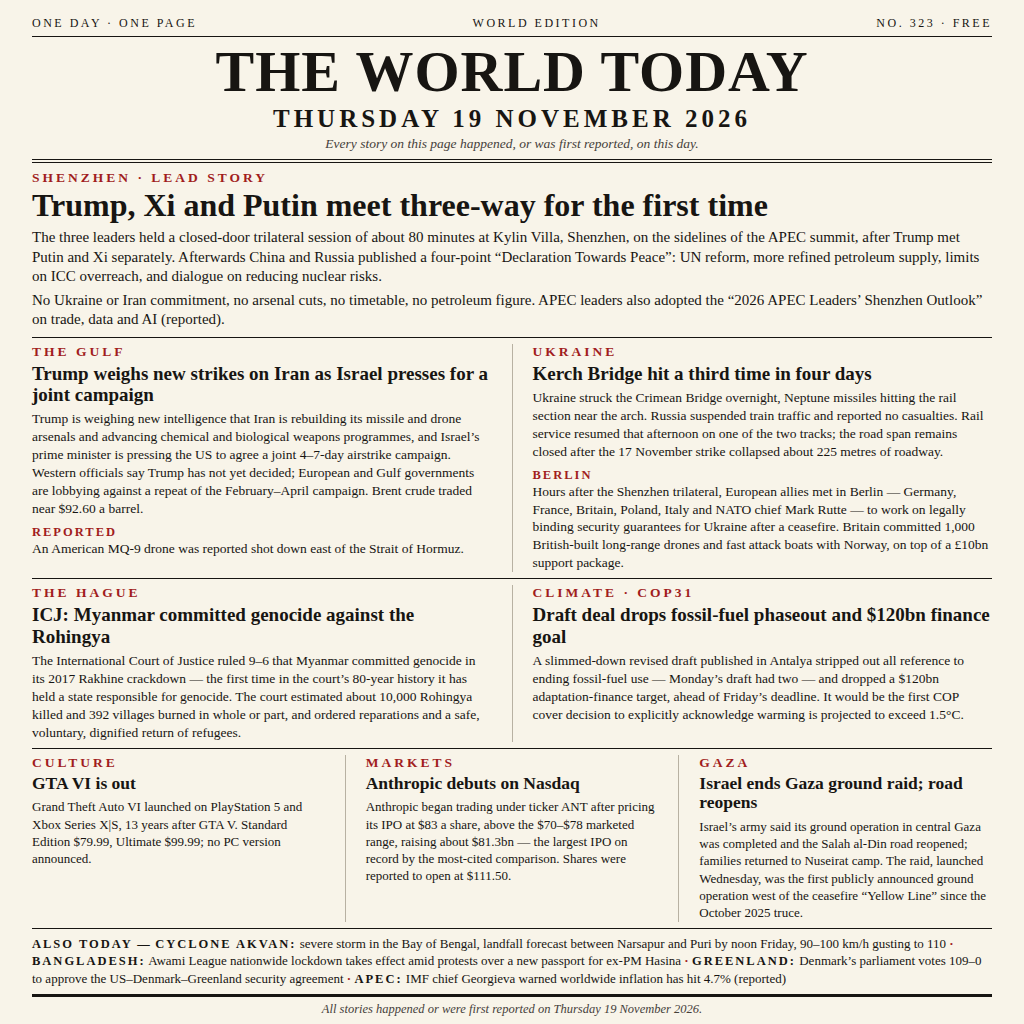 ONE DAY · ONE PAGE
WORLD EDITION
NO. 323 · FREE
THE WORLD TODAY
THURSDAY 19 NOVEMBER 2026
Every story on this page happened, or was first reported, on this day.
SHENZHEN · LEAD STORY
Trump, Xi and Putin meet three-way for the first time
The three leaders held a closed-door trilateral session of about 80 minutes at Kylin Villa, Shenzhen, on the sidelines of the APEC summit, after Trump met
Putin and Xi separately. Afterwards China and Russia published a four-point “Declaration Towards Peace”: UN reform, more refined petroleum supply, limits
on ICC overreach, and dialogue on reducing nuclear risks.
No Ukraine or Iran commitment, no arsenal cuts, no timetable, no petroleum figure. APEC leaders also adopted the “2026 APEC Leaders’ Shenzhen Outlook”
on trade, data and AI (reported).
THE GULF
Trump weighs new strikes on Iran as Israel presses for a
joint campaign
Trump is weighing new intelligence that Iran is rebuilding its missile and drone
arsenals and advancing chemical and biological weapons programmes, and Israel’s
prime minister is pressing the US to agree a joint 4–7-day airstrike campaign.
Western officials say Trump has not yet decided; European and Gulf governments
are lobbying against a repeat of the February–April campaign. Brent crude traded
near $92.60 a barrel.
REPORTED
An American MQ-9 drone was reported shot down east of the Strait of Hormuz.
UKRAINE
Kerch Bridge hit a third time in four days
Ukraine struck the Crimean Bridge overnight, Neptune missiles hitting the rail
section near the arch. Russia suspended train traffic and reported no casualties. Rail
service resumed that afternoon on one of the two tracks; the road span remains
closed after the 17 November strike collapsed about 225 metres of roadway.
BERLIN
Hours after the Shenzhen trilateral, European allies met in Berlin — Germany,
France, Britain, Poland, Italy and NATO chief Mark Rutte — to work on legally
binding security guarantees for Ukraine after a ceasefire. Britain committed 1,000
British-built long-range drones and fast attack boats with Norway, on top of a £10bn
support package.
THE HAGUE
ICJ: Myanmar committed genocide against the
Rohingya
The International Court of Justice ruled 9–6 that Myanmar committed genocide in
its 2017 Rakhine crackdown — the first time in the court’s 80-year history it has
held a state responsible for genocide. The court estimated about 10,000 Rohingya
killed and 392 villages burned in whole or part, and ordered reparations and a safe,
voluntary, dignified return of refugees.
CLIMATE · COP31
Draft deal drops fossil-fuel phaseout and $120bn finance
goal
A slimmed-down revised draft published in Antalya stripped out all reference to
ending fossil-fuel use — Monday’s draft had two — and dropped a $120bn
adaptation-finance target, ahead of Friday’s deadline. It would be the first COP
cover decision to explicitly acknowledge warming is projected to exceed 1.5°C.
CULTURE
GTA VI is out
Grand Theft Auto VI launched on PlayStation 5 and
Xbox Series X|S, 13 years after GTA V. Standard
Edition $79.99, Ultimate $99.99; no PC version
announced.
MARKETS
Anthropic debuts on Nasdaq
Anthropic began trading under ticker ANT after pricing
its IPO at $83 a share, above the $70–$78 marketed
range, raising about $81.3bn — the largest IPO on
record by the most-cited comparison. Shares were
reported to open at $111.50.
GAZA
Israel ends Gaza ground raid; road
reopens
Israel’s army said its ground operation in central Gaza
was completed and the Salah al-Din road reopened;
families returned to Nuseirat camp. The raid, launched
Wednesday, was the first publicly announced ground
operation west of the ceasefire “Yellow Line” since the
October 2025 truce.
ALSO TODAY — CYCLONE AKVAN: severe storm in the Bay of Bengal, landfall forecast between Narsapur and Puri by noon Friday, 90–100 km/h gusting to 110 ·
BANGLADESH: Awami League nationwide lockdown takes effect amid protests over a new passport for ex-PM Hasina · GREENLAND: Denmark’s parliament votes 109–0
to approve the US–Denmark–Greenland security agreement · APEC: IMF chief Georgieva warned worldwide inflation has hit 4.7% (reported)
All stories happened or were first reported on Thursday 19 November 2026.